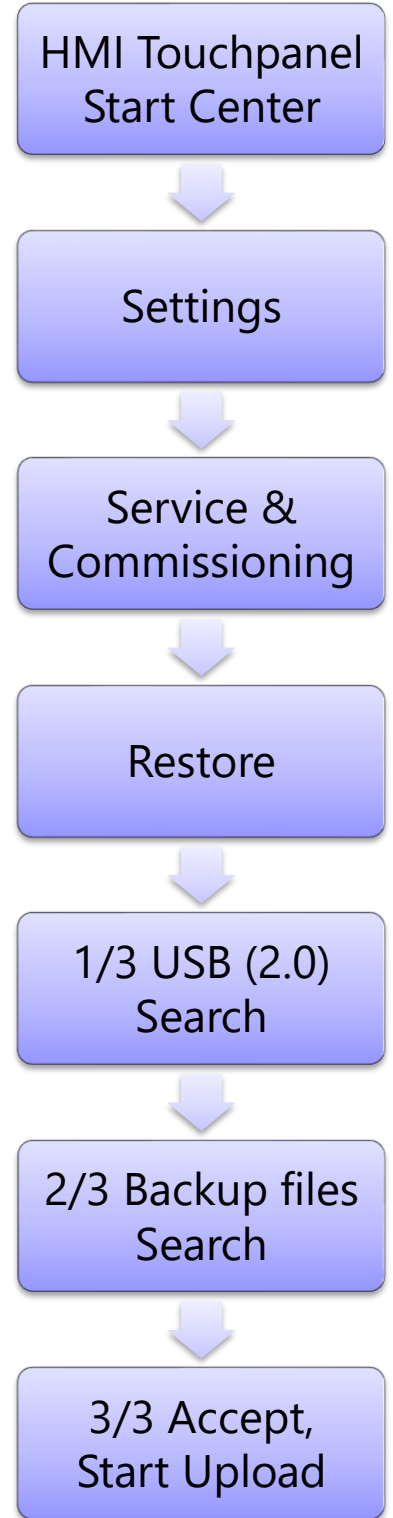 HMI Touchpanel
Start Center
Settings
Service &
Commissioning
Restore
1/3 USB (2.0)
Search
2/3 Backup files
Search
3/3 Accept,
Start Upload